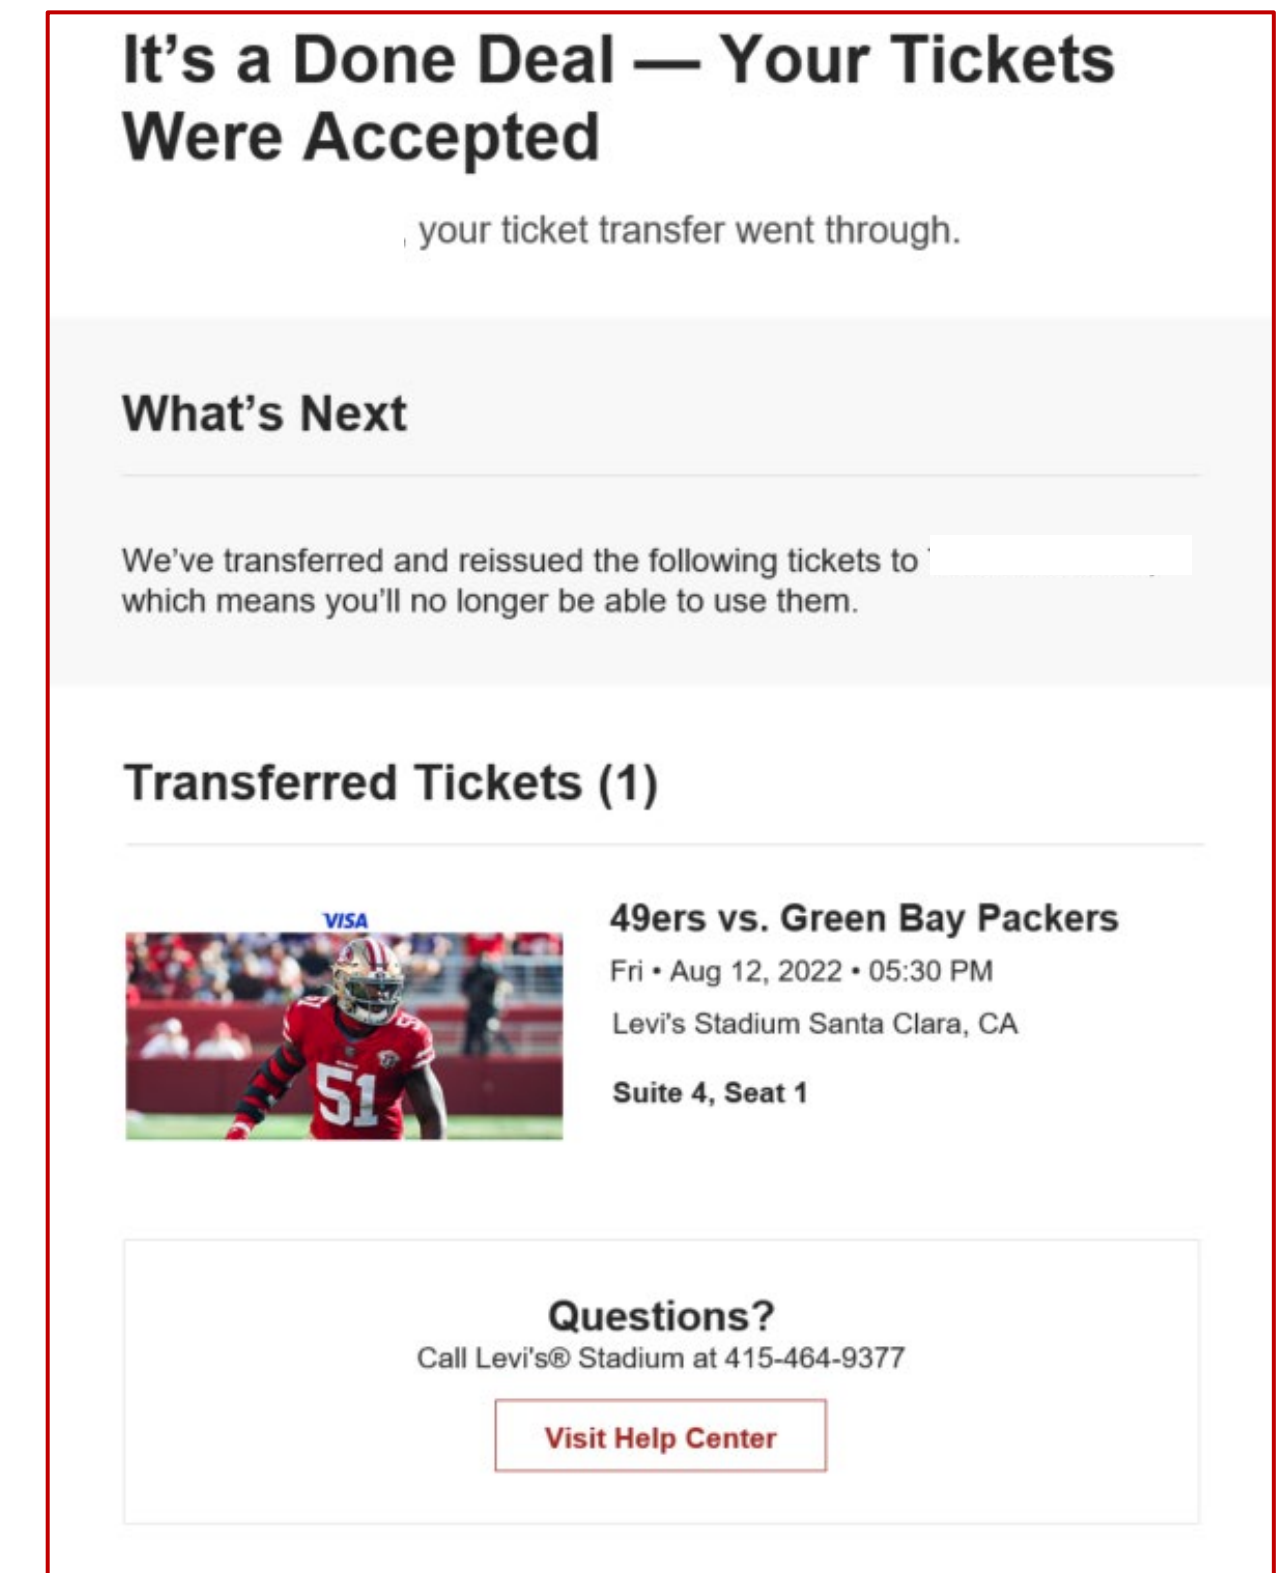 It’s a Done Deal — Your Tickets
Were Accepted
, your ticket transfer went through.
What’s Next
We’ve transferred and reissued the following tickets to
which means you’ll no longer be able to use them.
Transferred Tickets (1)
VISA
49ers vs. Green Bay Packers
Fri • Aug 12, 2022 • 05:30 PM
Levi's Stadium Santa Clara, CA
51
51
Suite 4, Seat 1
Questions?
Call Levi's® Stadium at 415-464-9377
Visit Help Center